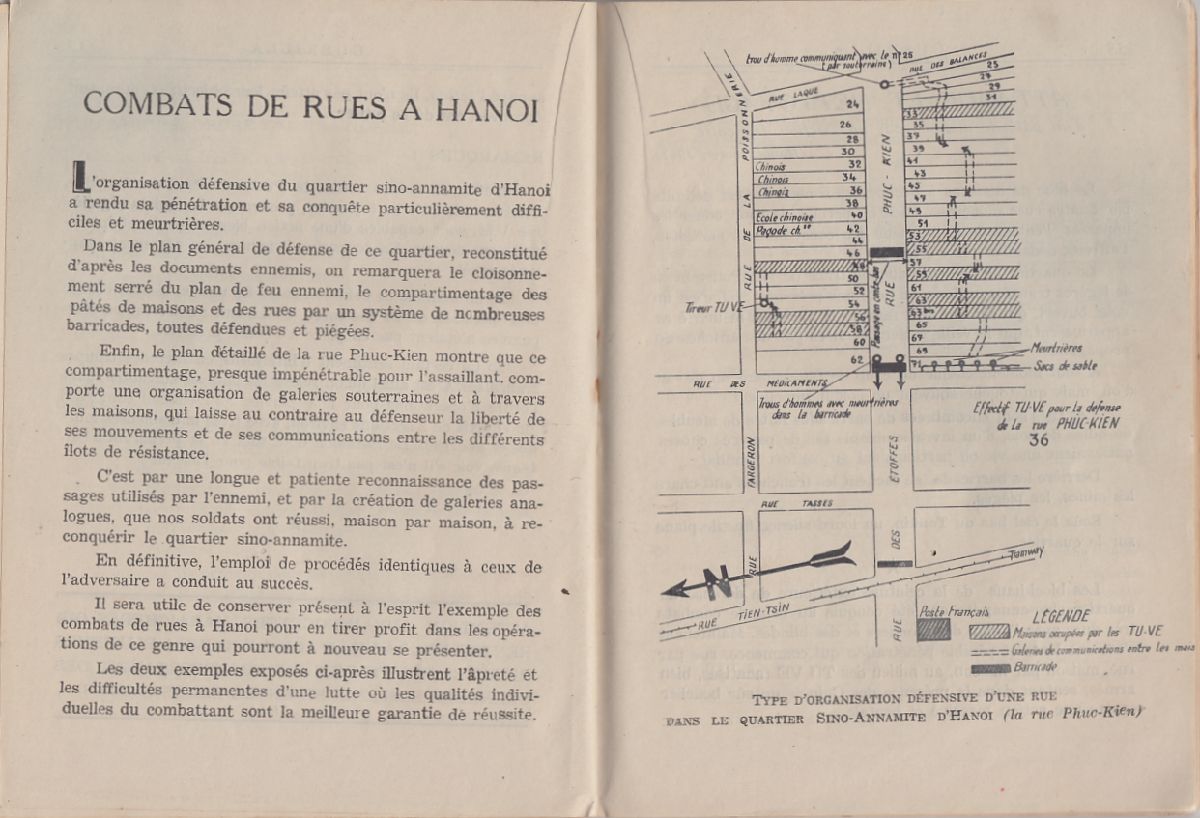 COMBATS DE RUES A HANOI
L'organisation défensive du quartier sino-annamite d'Hanoi
a rendu sa pénétration et sa conquête particulièrement diffi-
ciles et meurtrières.
Dans le plan général de défense de ce quartier, reconstitué
d'après les documents ennemis, on remarquera le cloisonne-
ment serré du plan de feu ennemi, le compartimentage des
pâtés de maisons et des rues par un système de nombreuses
barricades, toutes défendues et piégées.
Enfin, le plan détaillé de la rue Phuc-Kien montre que ce
compartimentage, presque impénétrable pour l'assaillant. com-
porte une organisation de galeries souterraines et à travers
les maisons, qui laisse au contraire au défenseur la liberté de
ses mouvements et de ses communications entre les différents
îlots de résistance.
C'est par une longue et patiente reconnaissance des pas-
sages utilisés par l'ennemi, et par la création de galeries ana-
logues, que nos soldats ont réussi, maison par maison, à re-
conquérir le quartier sino-annamite.
En définitive, l'emploi de procédés identiques à ceux de
l'adversaire a conduit au succès.
Il sera utile de conserver présent à l'esprit l'exemple des
combats de rues à Hanoi pour en tirer profit dans les opéra-
tions de ce genre qui pourront à nouveau se présenter.
Les deux exemples exposés ci-après illustrent l'âpreté et
les difficultés permanentes d'une lutte où les qualités indivi-
duelles du combattant sont la meilleure garantie de réussite.
trou d'homme communiquant avec le n° 25
(par souterrains)
RUE DES BALANCES
RUE LAQUE
RUE DE LA POISSONNERIE
24
26
28
30
Chinois 32
Chinois 34
Chinois 36
38
Ecole chinoise 40
Pagode ch.se 42
44
46
50
52
54
56
58
60
62
RUE PHUC-KIEN
25
27
29
31
33
35
37
39
41
43
45
47
49
51
53
55
57
59
61
63
63 bis
65
67
69
71
Tireur TU VE
Passage en contre-bas
Meurtrières
Sacs de sable
RUE DES MÉDICAMENTS
Trous d'hommes avec meurtrières
dans la barricade
Effectif TU-VE pour la défense
de la rue PHUC-KIEN
36
RUE FARGERON
RUE DES ETOFFES
RUE TASSES
N
RUE TIEN-TSIN
Tramway
Poste Français
LÉGENDE
Maisons occupées par les TU-VE
Galeries de communications entre les murs
Barricade
TYPE D'ORGANISATION DÉFENSIVE D'UNE RUE
DANS LE QUARTIER SINO-ANNAMITE D'HANOI (la rue Phuc-Kien)